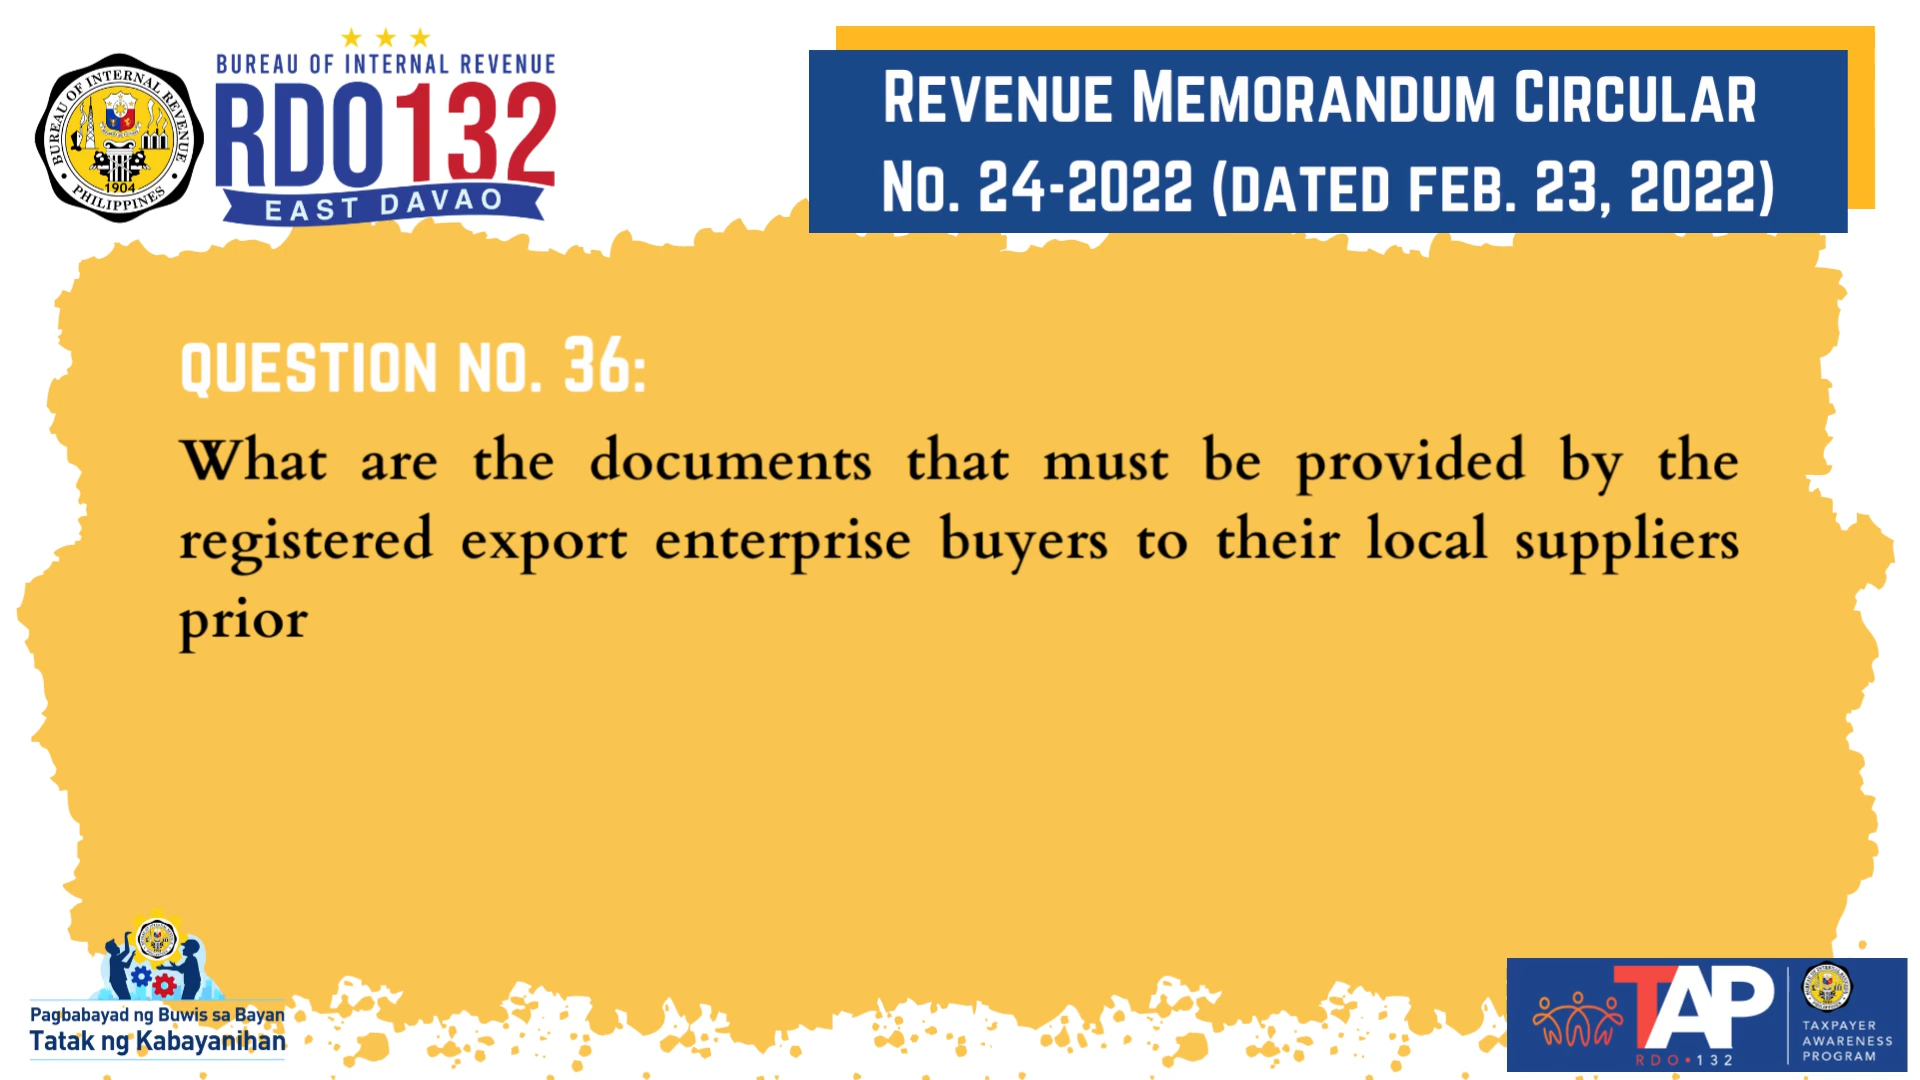 BUREAU OF INTERNAL REVENUE
RDO132
EAST DAVAO
BUREAU OF INTERNAL REVENUE
1904
PHILIPPINES
REVENUE MEMORANDUM CIRCULAR
NO. 24-2022 (DATED FEB. 23, 2022)
QUESTION NO. 36:
What are the documents that must be provided by the
registered export enterprise buyers to their local suppliers
prior
Pagbabayad ng Buwis sa Bayan
Tatak ng Kabayanihan
TAP
RDO•132
TAXPAYER
AWARENESS
PROGRAM